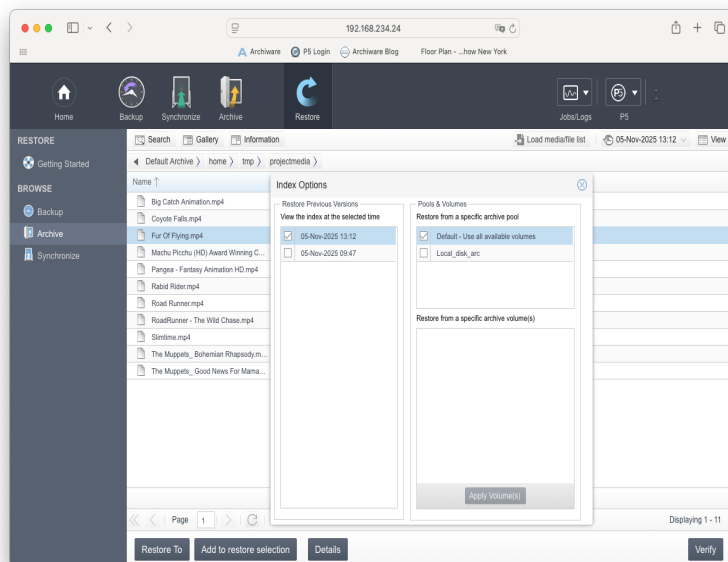 192.168.234.24
Archiware P5 Login Archiware Blog Floor Plan - ...how New York
Home Backup Synchronize Archive Restore Jobs/Logs P5
RESTORE
Getting Started
BROWSE
Backup
Archive
Synchronize
Search Gallery Information Load media/file list 05-Nov-2025 13:12 View
Default Archive home tmp projectmedia
Name
Big Catch Animation.mp4
Coyote Falls.mp4
Fur Of Flying.mp4
Machu Picchu (HD) Award Winning C...
Pangea - Fantasy Animation HD.mp4
Rabid Rider.mp4
Road Runner.mp4
RoadRunner - The Wild Chase.mp4
Slimtime.mp4
The Muppets_ Bohemian Rhapsody.m...
The Muppets_ Good News For Mama...
Index Options
Restore Previous Versions
View the index at the selected time
05-Nov-2025 13:12
05-Nov-2025 09:47
Pools & Volumes
Restore from a specific archive pool
Default - Use all available volumes
Local_disk_arc
Restore from a specific archive volume(s)
Apply Volume(s)
Page 1 Displaying 1 - 11
Restore To Add to restore selection Details Verify